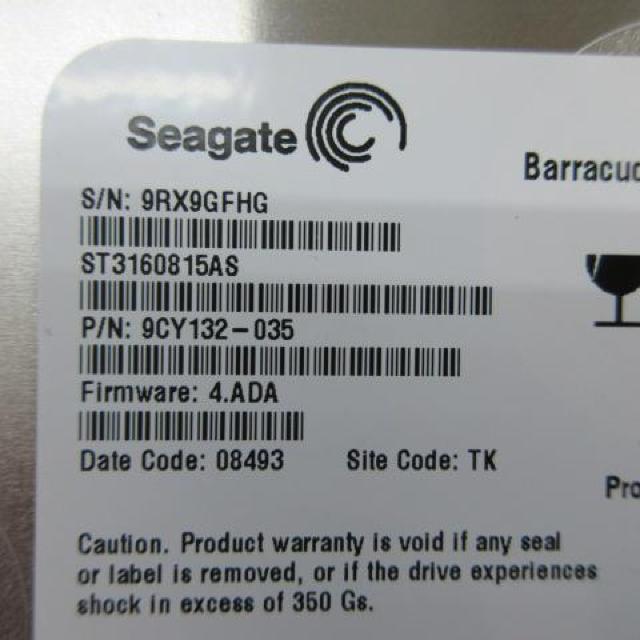 Seagate
Barracud
S/N: 9RX9GFHG
ST3160815AS
P/N: 9CY132-035
Firmware: 4.ADA
Date Code: 08493 Site Code: TK
Pro
Caution. Product warranty is void if any seal
or label is removed, or if the drive experiences
shock in excess of 350 Gs.